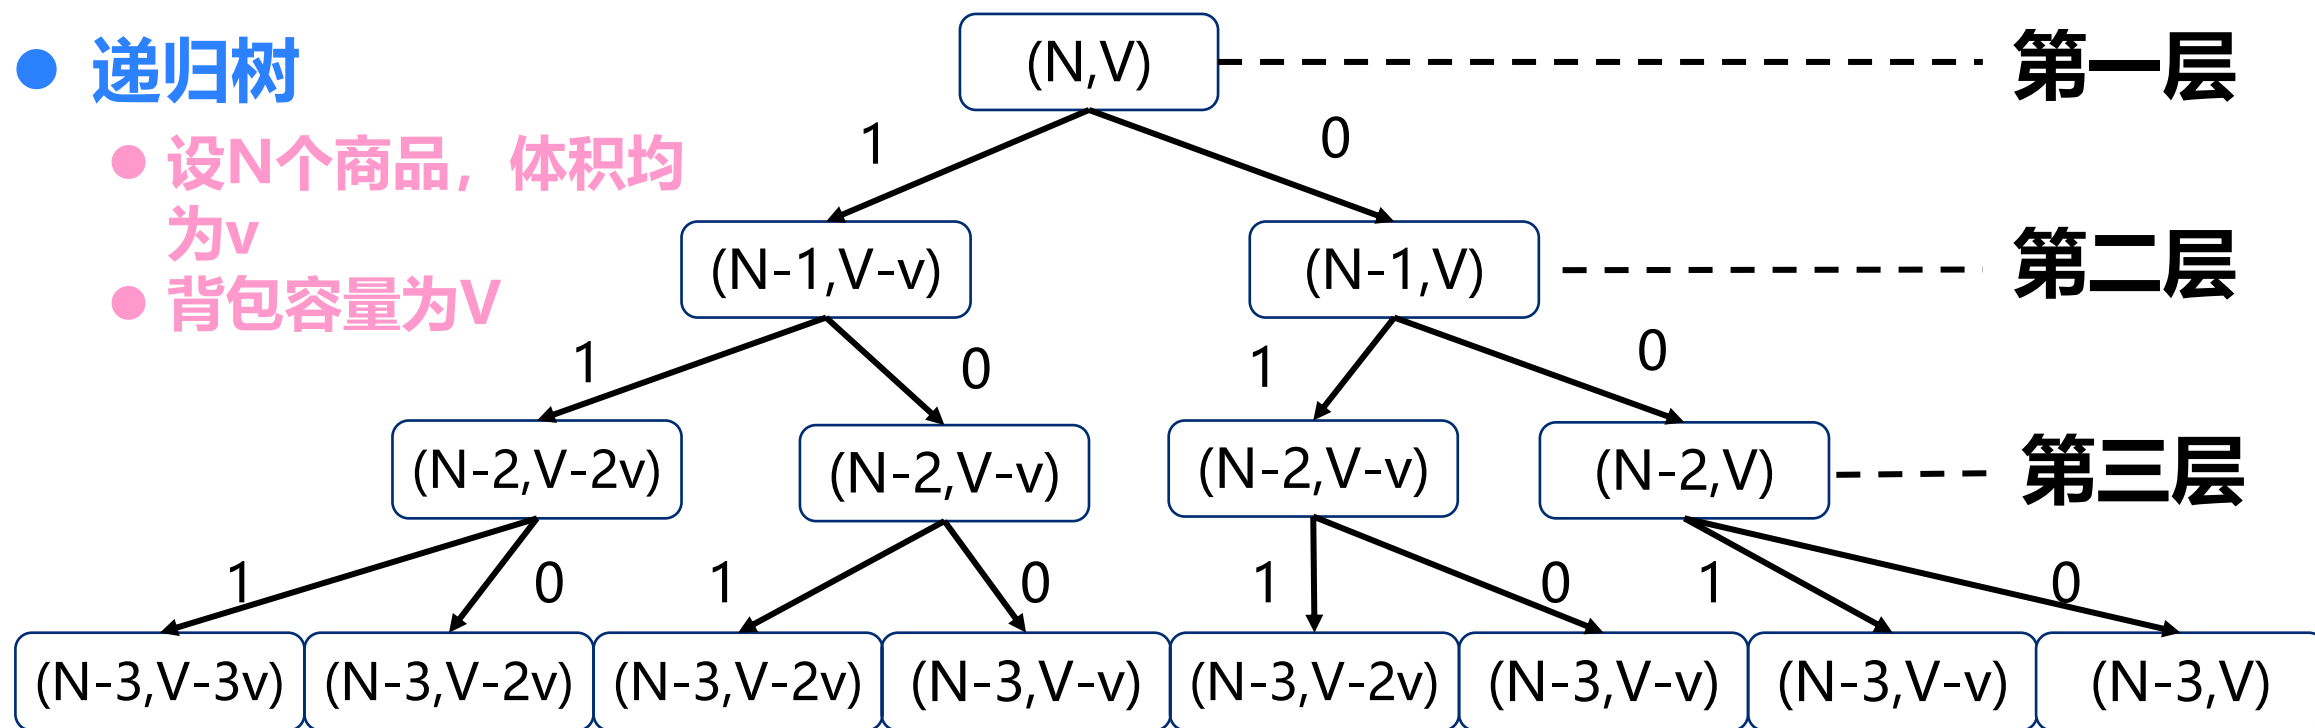 递归树
设N个商品，体积均
为v
背包容量为V
(N,V)
第一层
1
0
(N-1,V-v)
(N-1,V)
第二层
1
0
1
0
(N-2,V-2v)
(N-2,V-v)
(N-2,V-v)
(N-2,V)
第三层
1
0
1
0
1
0
1
0
(N-3,V-3v)
(N-3,V-2v)
(N-3,V-2v)
(N-3,V-v)
(N-3,V-2v)
(N-3,V-v)
(N-3,V-v)
(N-3,V)